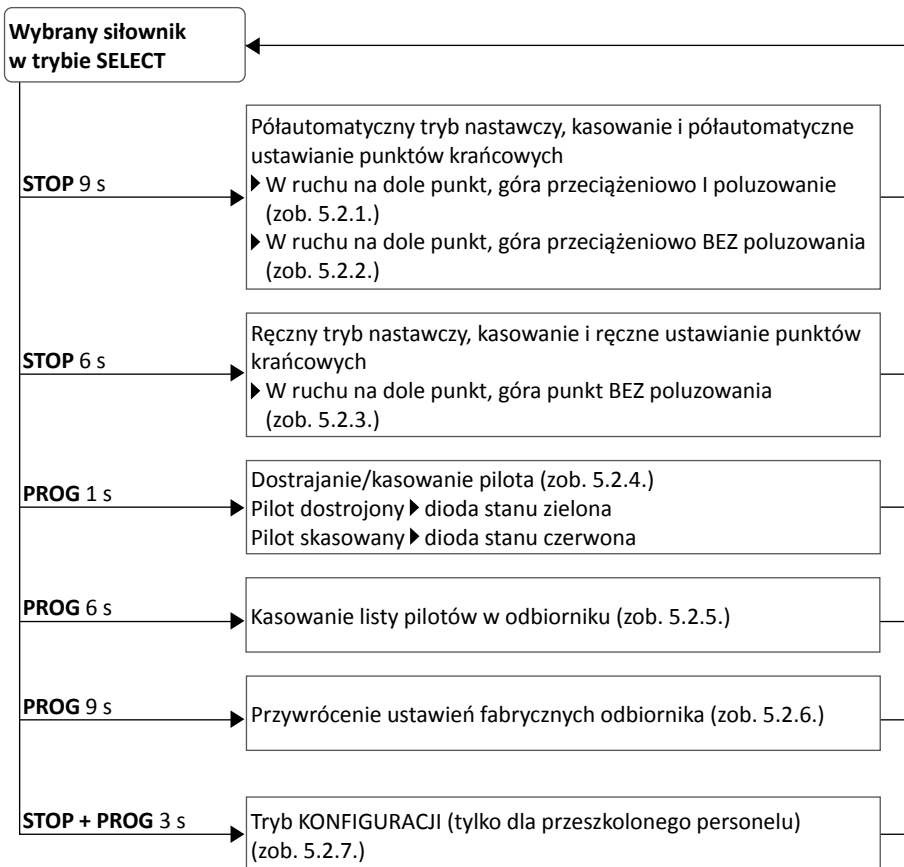 Wybrany siłownik
w trybie SELECT
STOP 9 s
Półautomatyczny tryb nastawczy, kasowanie i półautomatyczne
ustawianie punktów krańcowych
W ruchu na dole punkt, góra przeciążeniowo I poluzowanie
(zob. 5.2.1.)
W ruchu na dole punkt, góra przeciążeniowo BEZ poluzowania
(zob. 5.2.2.)
STOP 6 s
Ręczny tryb nastawczy, kasowanie i ręczne ustawianie punktów
krańcowych
W ruchu na dole punkt, góra punkt BEZ poluzowania
(zob. 5.2.3.)
PROG 1 s
Dostrajanie/kasowanie pilota (zob. 5.2.4.)
Pilot dostrojony dioda stanu zielona
Pilot skasowany dioda stanu czerwona
PROG 6 s
Kasowanie listy pilotów w odbiorniku (zob. 5.2.5.)
PROG 9 s
Przywrócenie ustawień fabrycznych odbiornika (zob. 5.2.6.)
STOP + PROG 3 s
Tryb KONFIGURACJI (tylko dla przeszkolonego personelu)
(zob. 5.2.7.)